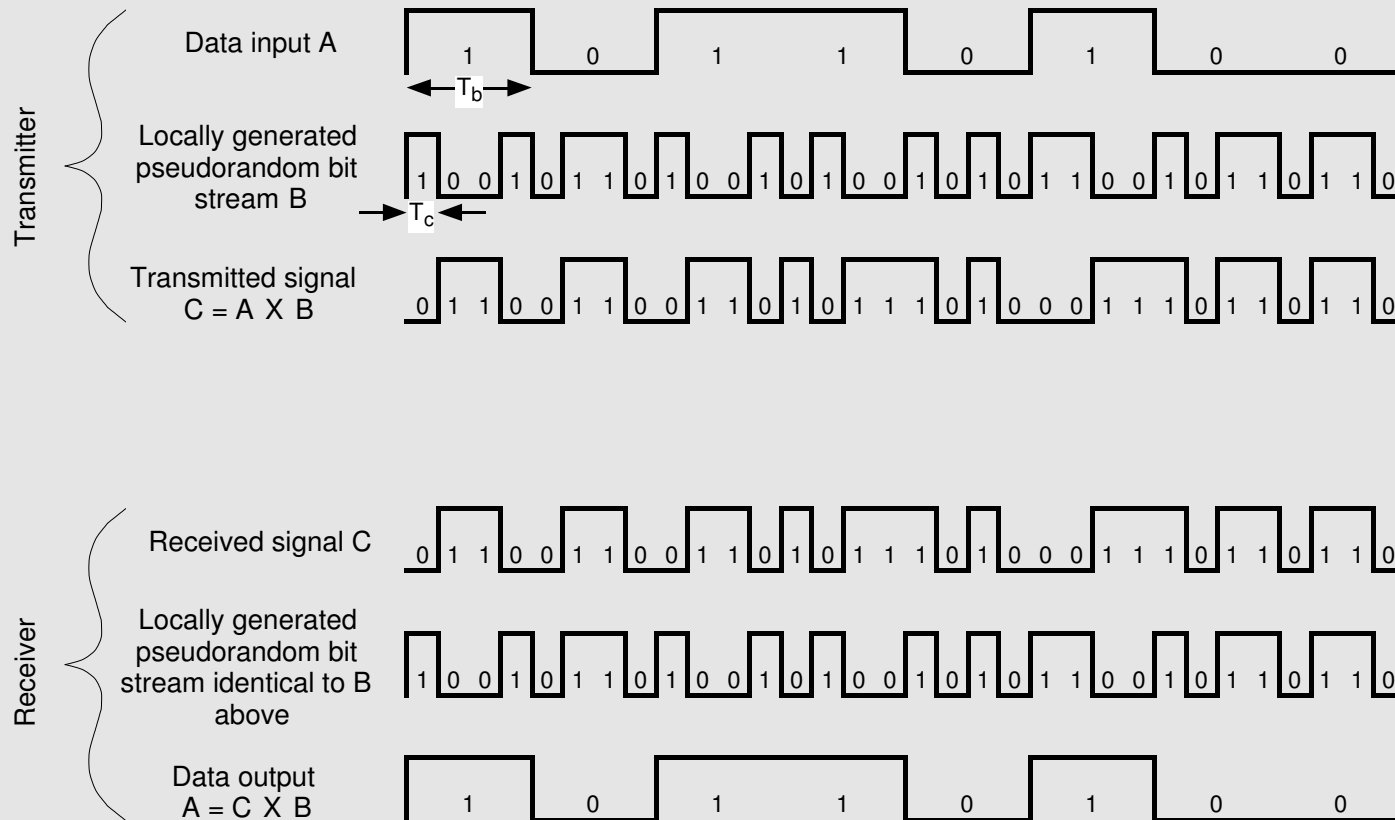 Transmitter
Data input A
1 0 1 1 0 1 0 0
T_b
Locally generated
pseudorandom bit
stream B
1 0 0 1 0 1 1 0 1 0 0 1 0 1 0 0 1 0 1 0 1 1 0 0 1 0 1 1 0 1 1 0
T_c
Transmitted signal
C = A X B
0 1 1 0 0 1 1 0 0 1 1 0 1 0 1 1 1 0 1 0 0 0 1 1 1 0 1 1 0 1 1 0
Receiver
Received signal C
0 1 1 0 0 1 1 0 0 1 1 0 1 0 1 1 1 0 1 0 0 0 1 1 1 0 1 1 0 1 1 0
Locally generated
pseudorandom bit
stream identical to B
above
1 0 0 1 0 1 1 0 1 0 0 1 0 1 0 0 1 0 1 0 1 1 0 0 1 0 1 1 0 1 1 0
Data output
A = C X B
1 0 1 1 0 1 0 0